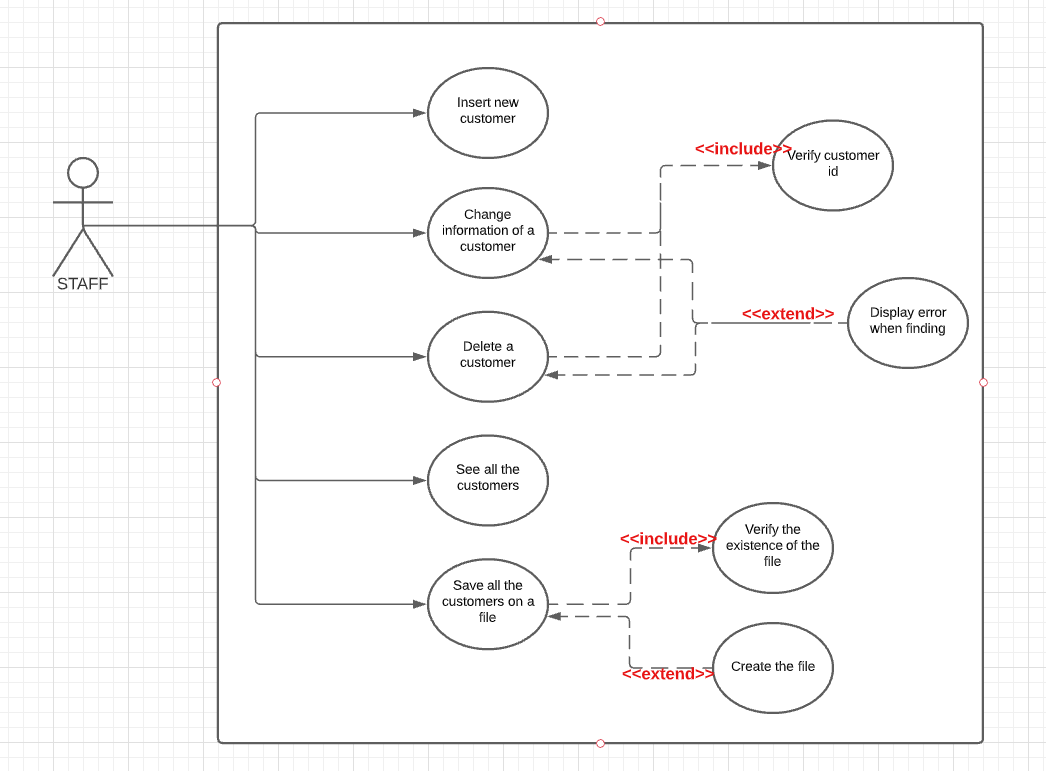 Insert new
customer
<<include>>
Verify customer
id
Change
information of a
customer
STAFF
<<extend>>
Display error
when finding
Delete a
customer
See all the
customers
<<include>>
Verify the
existence of the
file
Save all the
customers on a
file
<<extend>>
Create the file